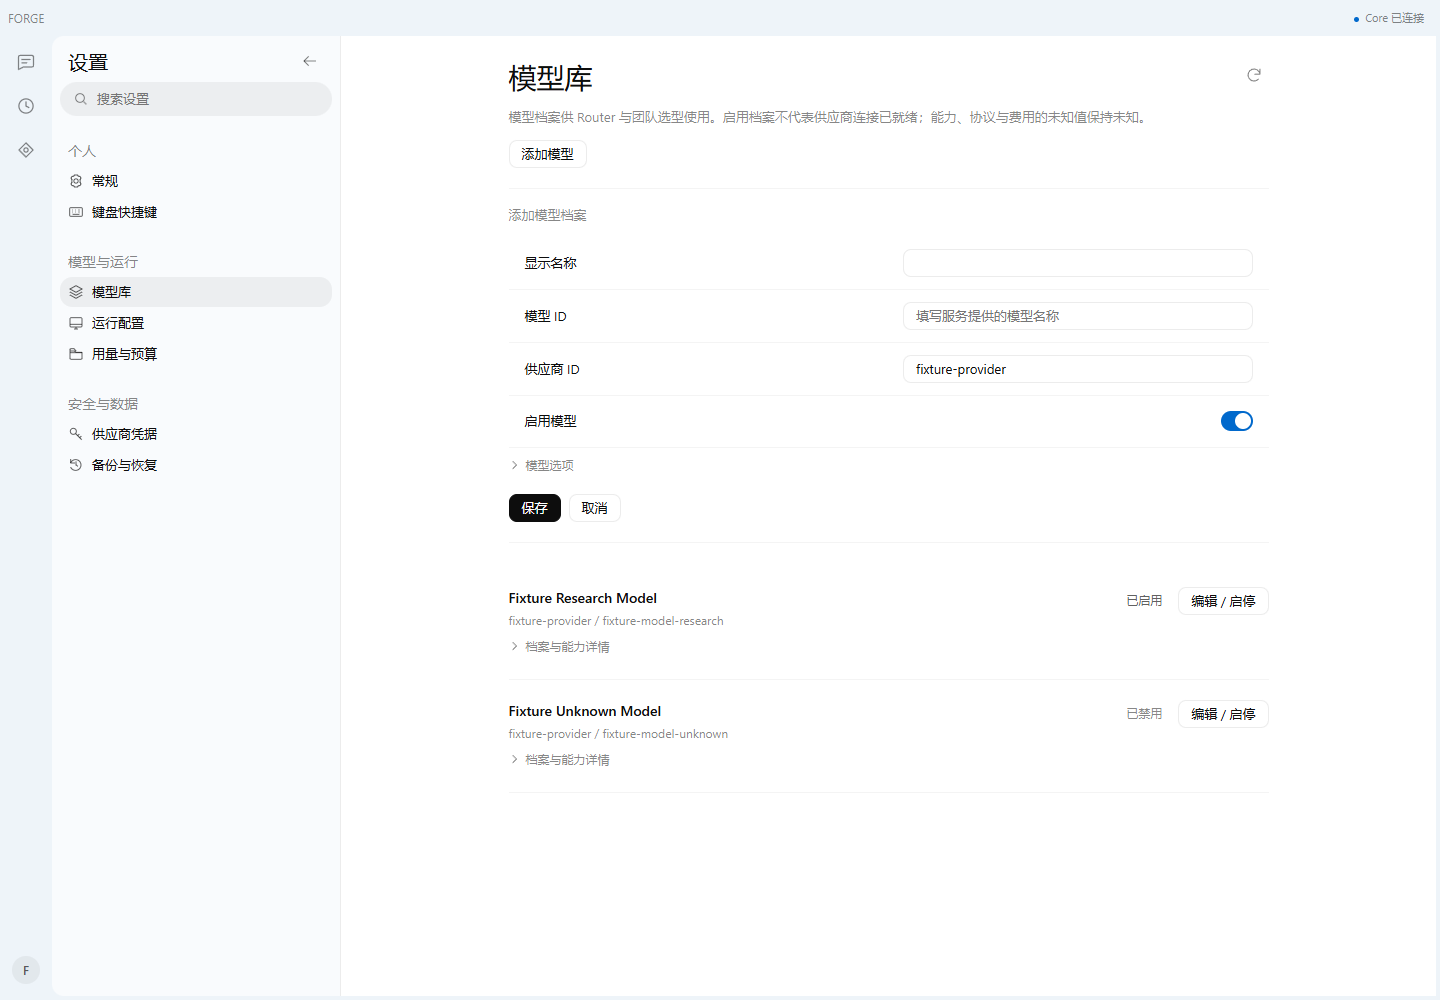 FORGE
Core 已连接
设置
搜索设置
个人
常规
键盘快捷键
模型与运行
模型库
运行配置
用量与预算
安全与数据
供应商凭据
备份与恢复
F
模型库
模型档案供 Router 与团队选型使用。启用档案不代表供应商连接已就绪；能力、协议与费用的未知值保持未知。
添加模型
添加模型档案
显示名称
模型 ID
填写服务提供的模型名称
供应商 ID
fixture-provider
启用模型
模型选项
保存
取消
Fixture Research Model
已启用
编辑 / 启停
fixture-provider / fixture-model-research
档案与能力详情
Fixture Unknown Model
已禁用
编辑 / 启停
fixture-provider / fixture-model-unknown
档案与能力详情